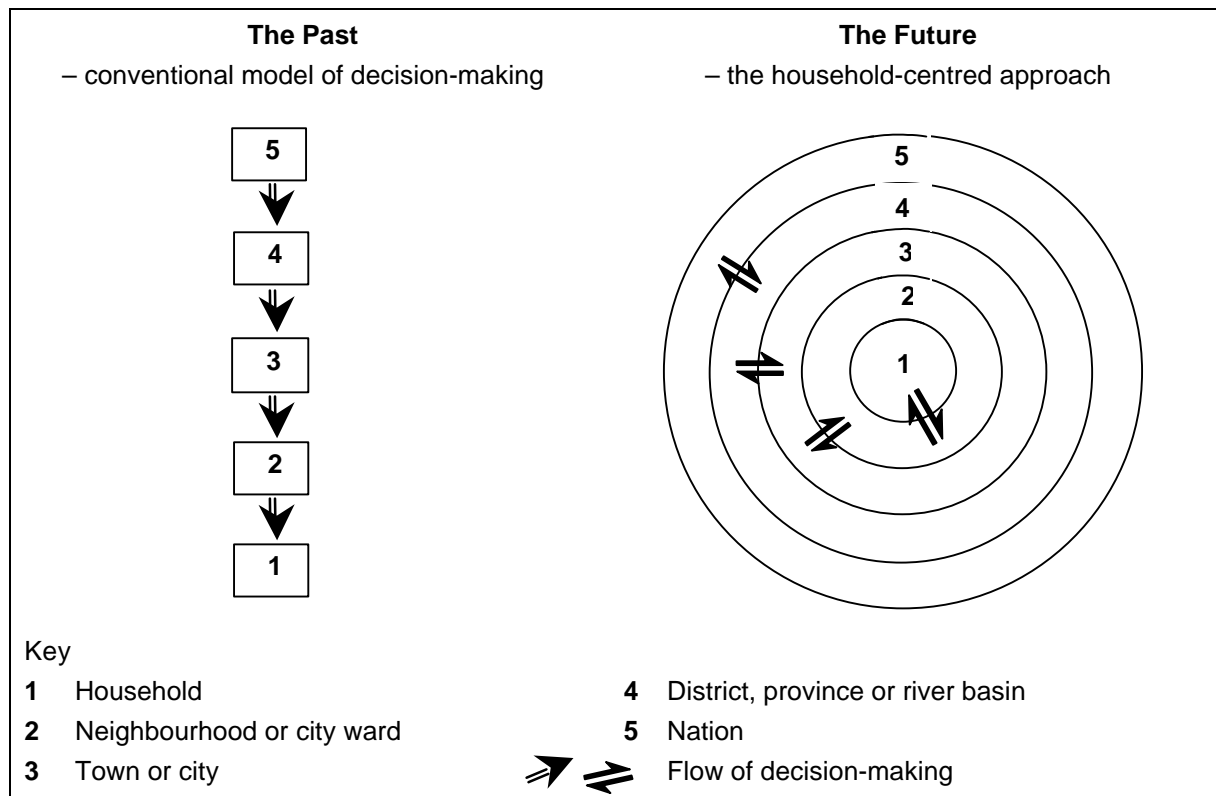 The Past
– conventional model of decision-making
5
4
3
2
1
The Future
– the household-centred approach
5
4
3
2
1
Key
1 Household
2 Neighbourhood or city ward
3 Town or city
4 District, province or river basin
5 Nation
Flow of decision-making